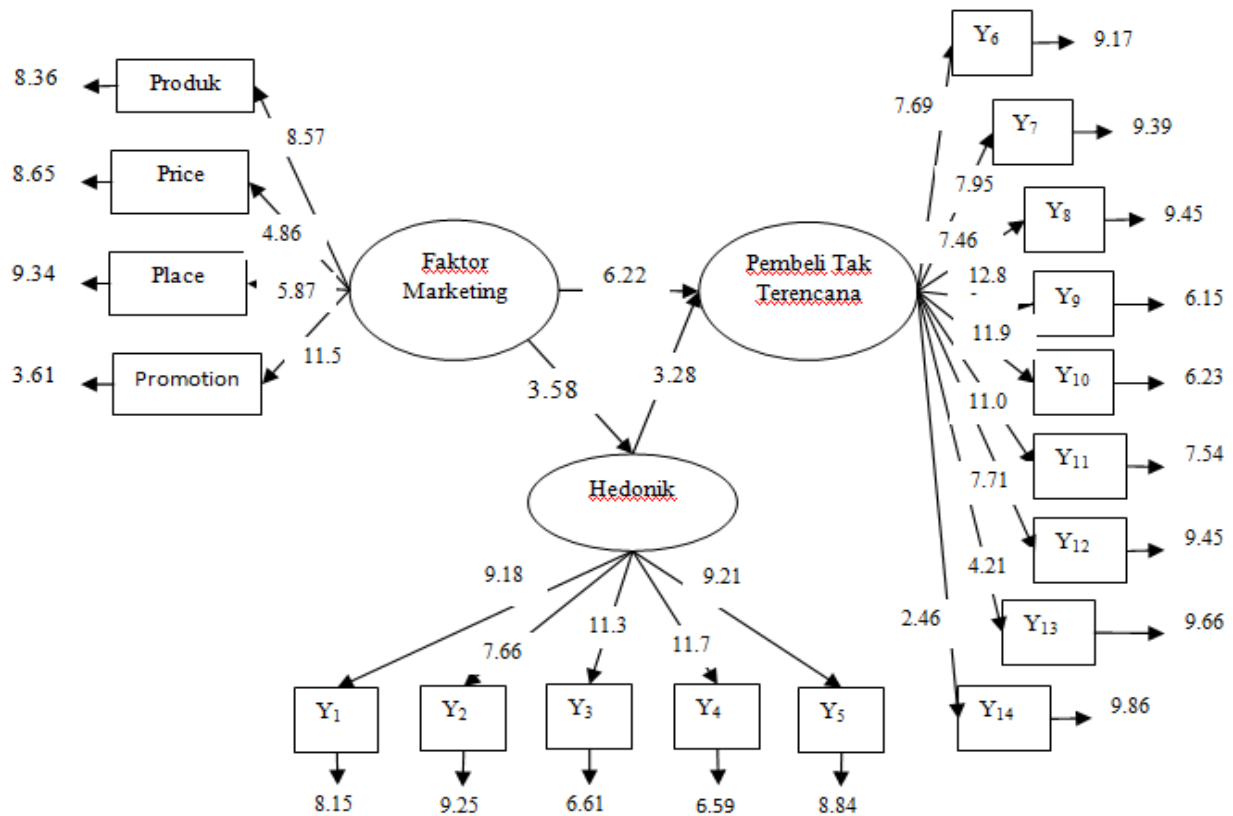 Y₆
9.17
8.36
Produk
7.69
8.57
Y₇
9.39
8.65
Price
7.95
4.86
Y₈
9.45
7.46
Faktor
Marketing
6.22
Pembeli Tak
Terencana
12.8
9.34
Place
5.87
Y₉
6.15
11.9
11.5
3.61
Promotion
3.58
3.28
Y₁₀
6.23
11.0
Y₁₁
7.54
7.71
Hedonik
Y₁₂
9.45
4.21
9.18
9.21
2.46
11.3
7.66
11.7
Y₁₃
9.66
Y₁
Y₂
Y₃
Y₄
Y₅
Y₁₄
9.86
8.15
9.25
6.61
6.59
8.84